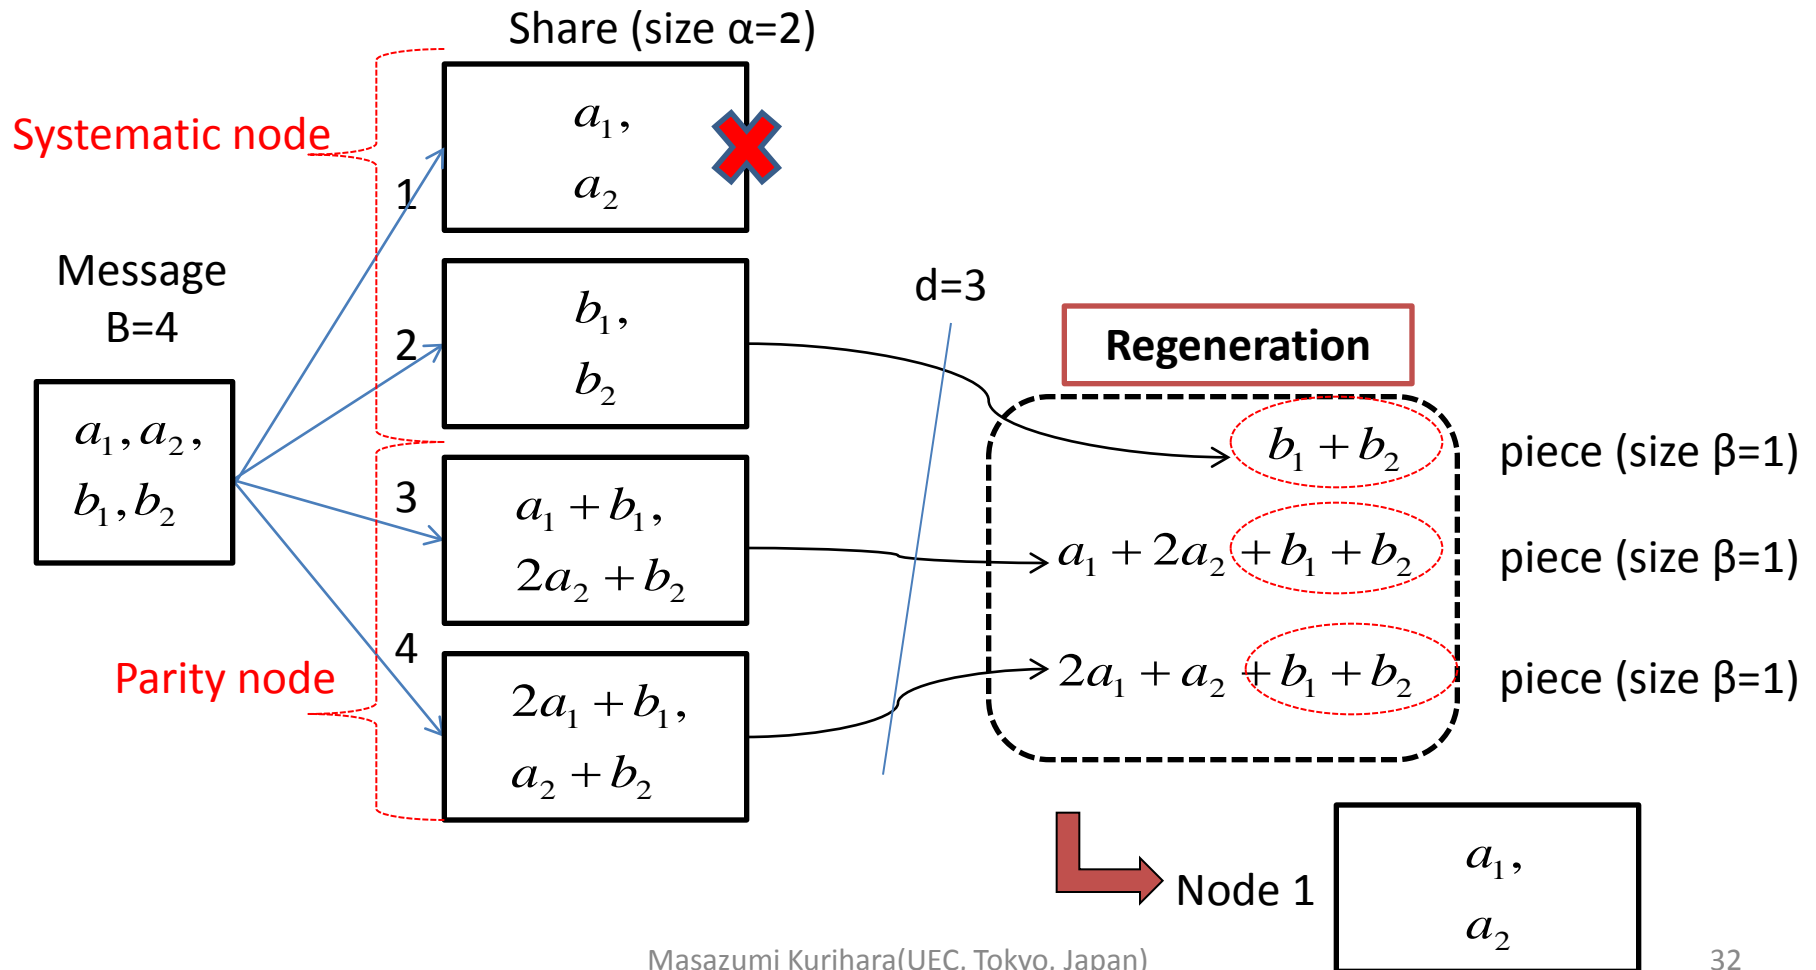 Share (size α=2)
Systematic node
a₁,
a₂
1
Message
B=4
a₁, a₂,
b₁, b₂
2
b₁,
b₂
d=3
Regeneration
b₁ + b₂
piece (size β=1)
3
a₁ + b₁,
2a₂ + b₂
a₁ + 2a₂ + b₁ + b₂
piece (size β=1)
4
Parity node
2a₁ + b₁,
a₂ + b₂
2a₁ + a₂ + b₁ + b₂
piece (size β=1)
Node 1
a₁,
a₂
Masazumi Kurihara(UEC, Tokyo, Japan)
32